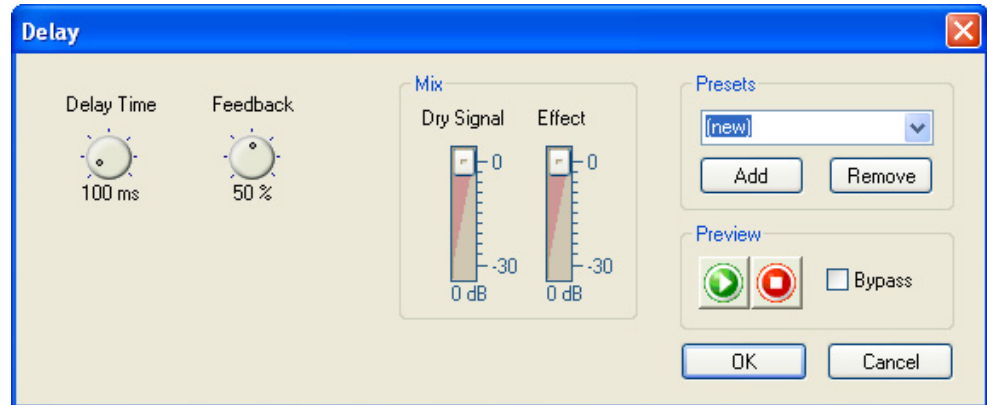 Delay
Delay Time
100 ms
Feedback
50 %
Mix
Dry Signal
0
-30
0 dB
Effect
0
-30
0 dB
Presets
(new)
Add
Remove
Preview
Bypass
OK
Cancel